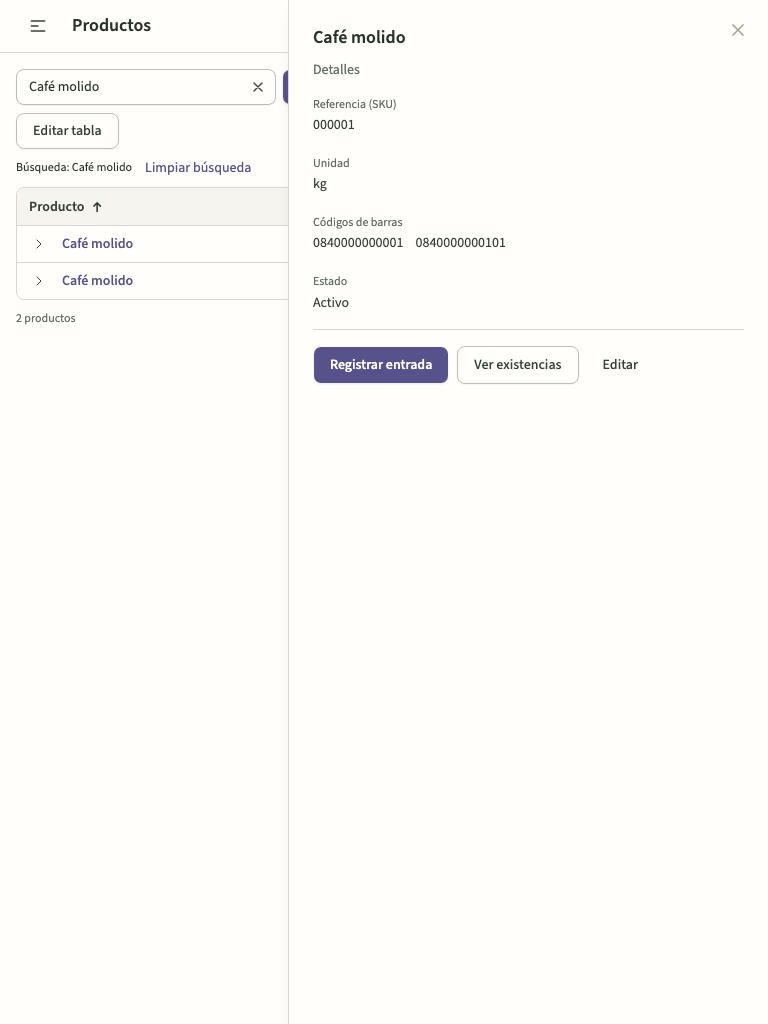 Productos
Café molido
Editar tabla
Búsqueda: Café molido Limpiar búsqueda
Producto
Café molido
Café molido
2 productos
Café molido
Detalles
Referencia (SKU)
000001
Unidad
kg
Códigos de barras
0840000000001 0840000000101
Estado
Activo
Registrar entrada Ver existencias Editar